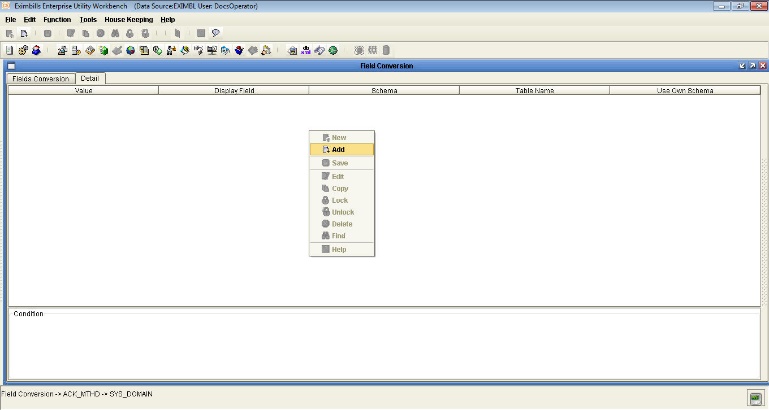 Eximbills Enterprise Utility Workbench (Data Source:EXIMBL User: DocsOperator)
File Edit Function Tools House Keeping Help
Field Conversion
Fields Conversion Detail
Value Display Field Schema Table Name Use Own Schema
New
Add
Save
Edit
Copy
Lock
Unlock
Delete
Find
Help
Condition
Field Conversion -> ACK_MTHD -> SYS_DOMAIN